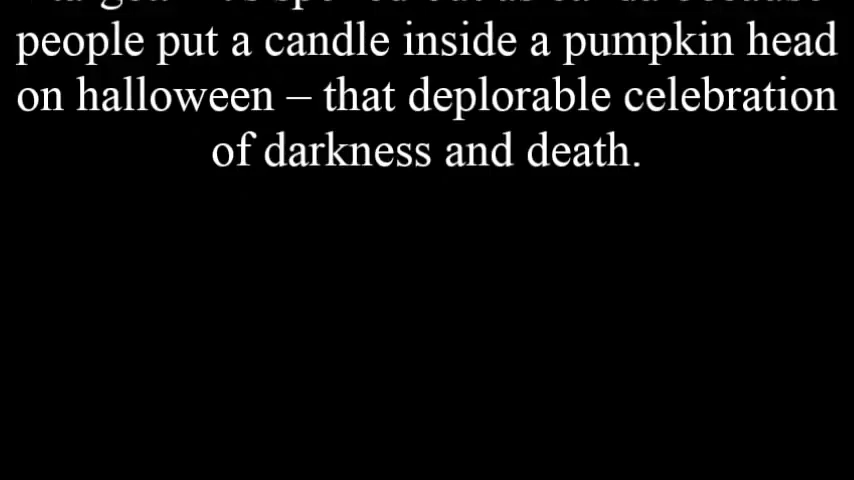 people put a candle inside a pumpkin head
on halloween – that deplorable celebration
of darkness and death.